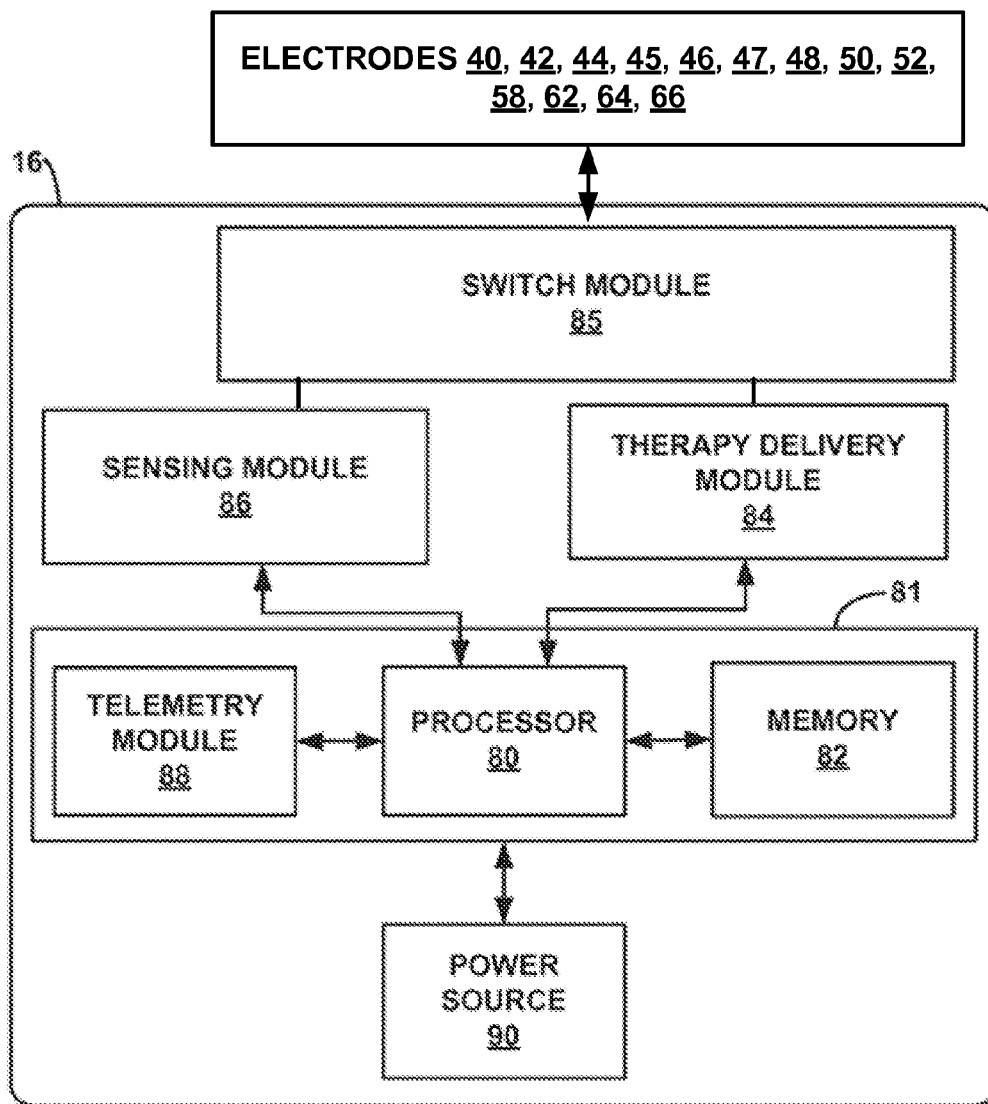 ELECTRODES 40, 42, 44, 45, 46, 47, 48, 50, 52,
58, 62, 64, 66
16
SWITCH MODULE
85
SENSING MODULE
86
THERAPY DELIVERY
MODULE
84
81
TELEMETRY
MODULE
88
PROCESSOR
80
MEMORY
82
POWER
SOURCE
90